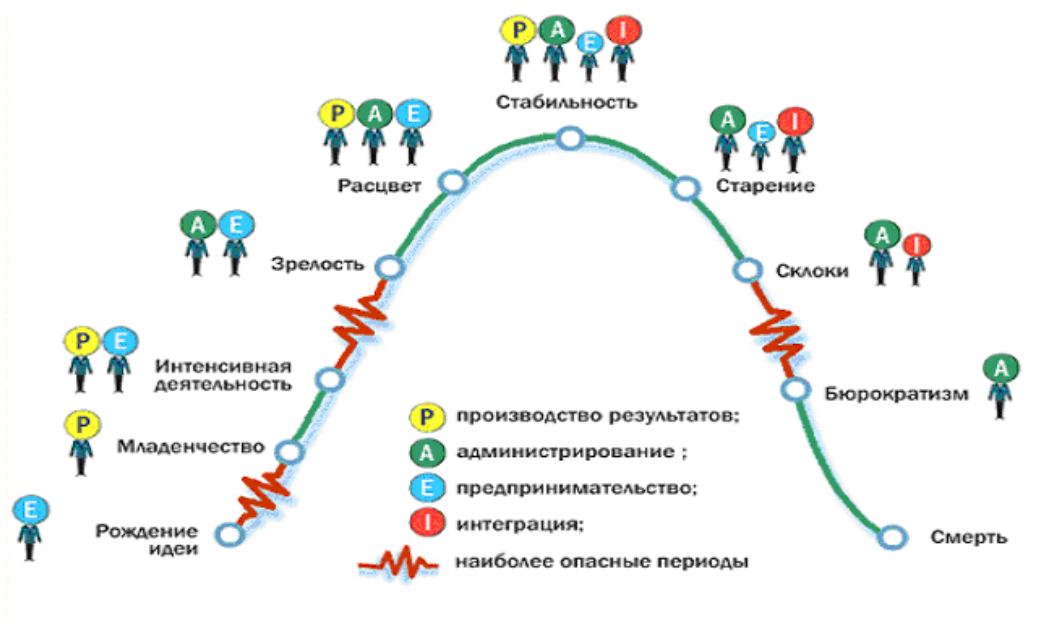 P A E I
Стабильность
P A E
Расцвет
A E I
Старение
A E
Зрелость
Склоки
A I
P E
Интенсивная
деятельность
Бюрократизм
A
P
Младенчество
P производство результатов;
A администрирование ;
E предпринимательство;
I интеграция;
наиболее опасные периоды
E
Рождение
идеи
Смерть